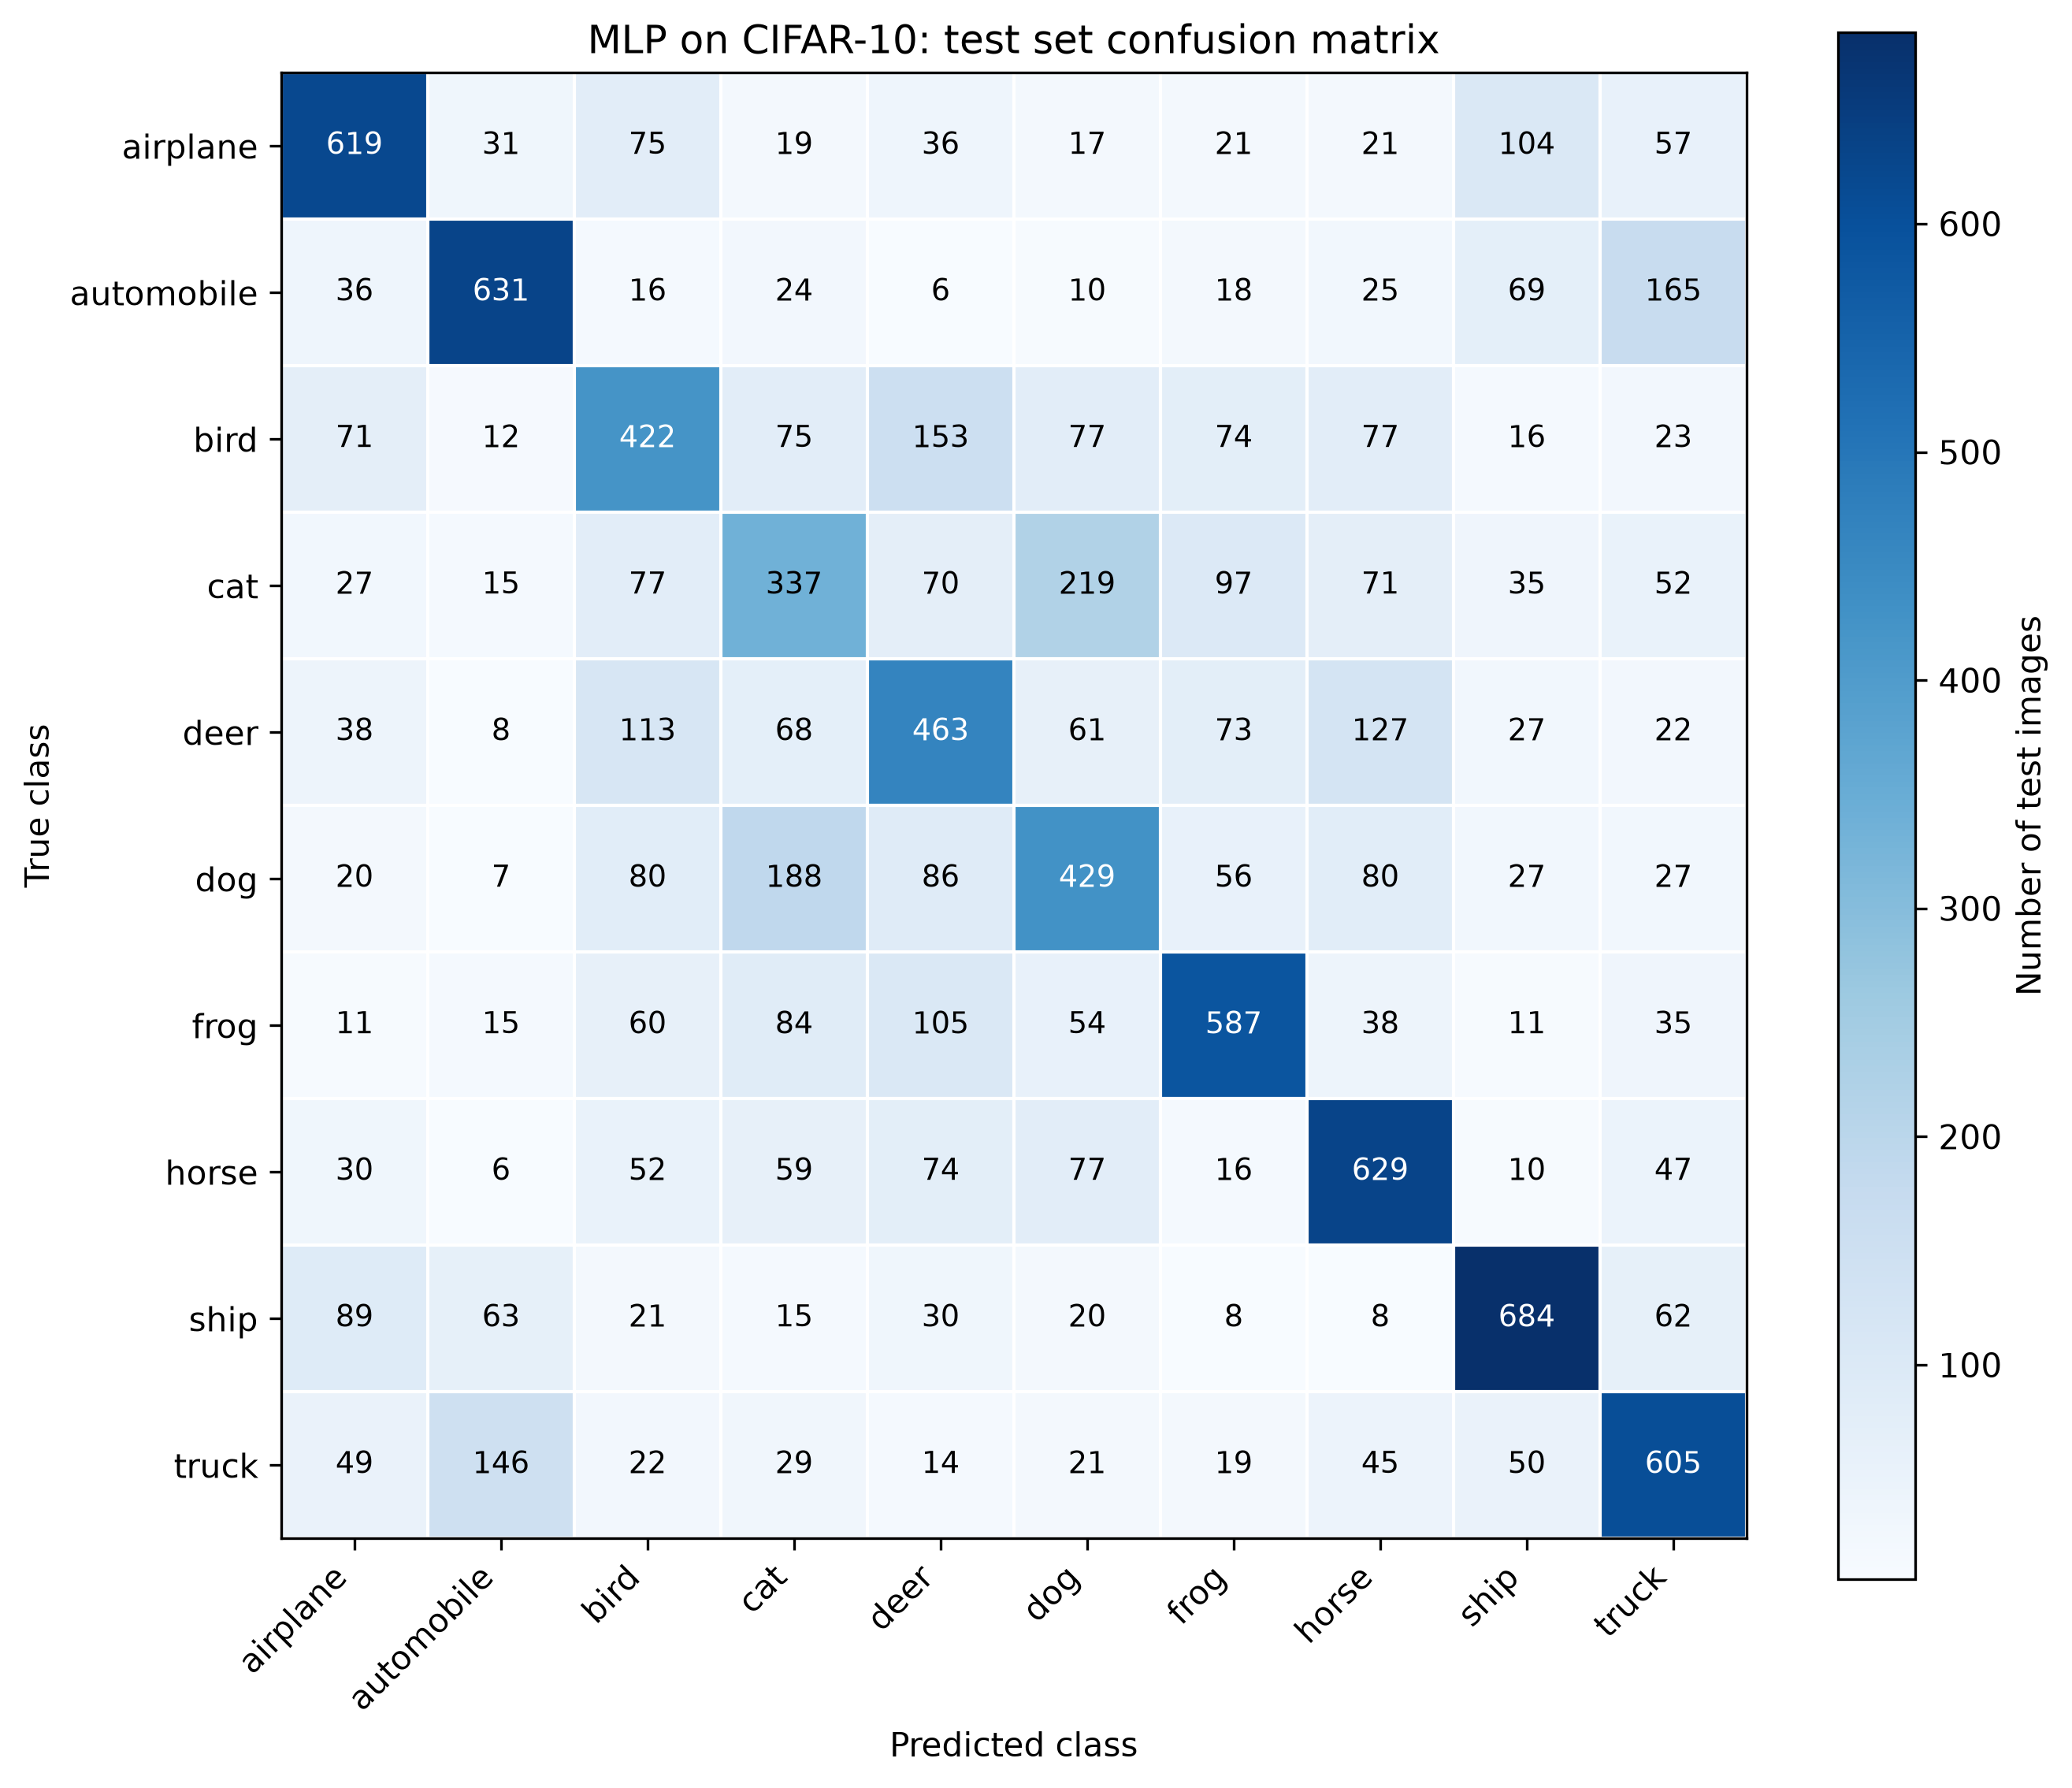 MLP on CIFAR-10: test set confusion matrix
airplane 619 31 75 19 36 17 21 21 104 57
automobile 36 631 16 24 6 10 18 25 69 165
bird 71 12 422 75 153 77 74 77 16 23
cat 27 15 77 337 70 219 97 71 35 52
deer 38 8 113 68 463 61 73 127 27 22
dog 20 7 80 188 86 429 56 80 27 27
frog 11 15 60 84 105 54 587 38 11 35
horse 30 6 52 59 74 77 16 629 10 47
ship 89 63 21 15 30 20 8 8 684 62
truck 49 146 22 29 14 21 19 45 50 605
airplane automobile bird cat deer dog frog horse ship truck
Predicted class
True class
600
500
400
300
200
100
Number of test images